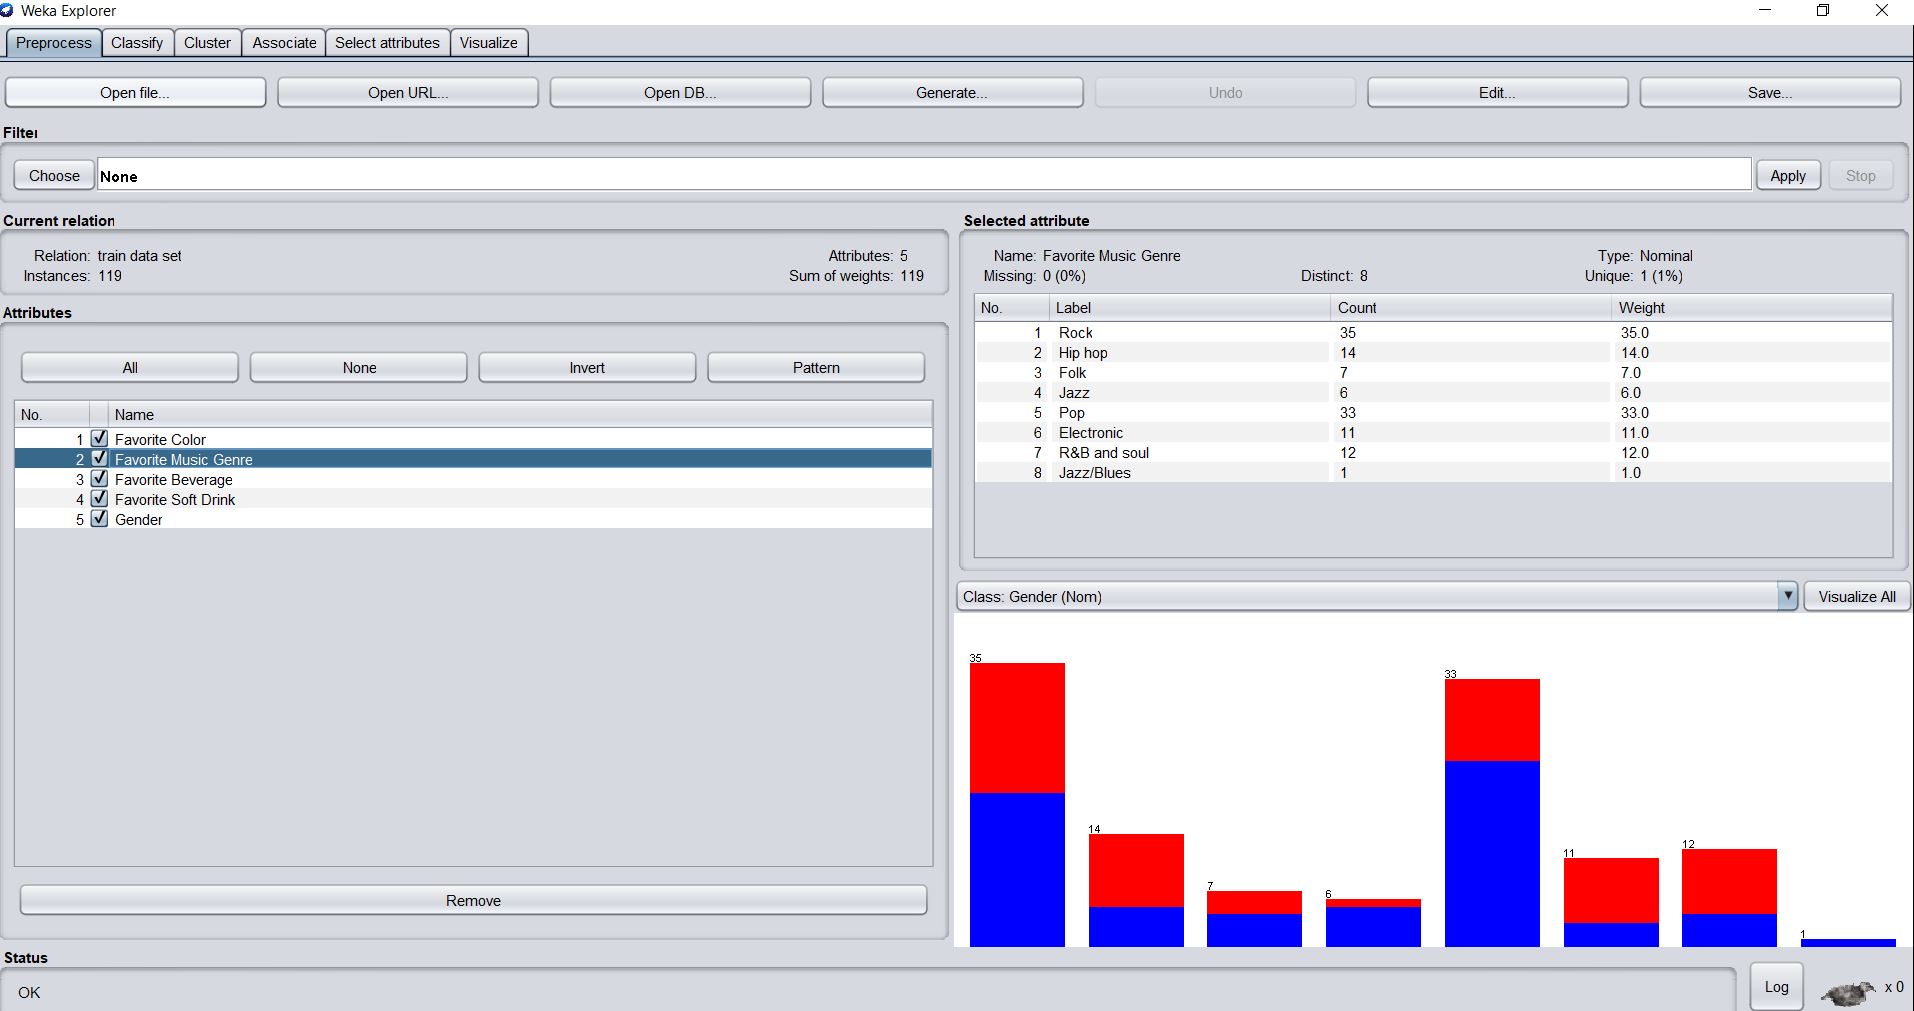 Weka Explorer
Preprocess Classify Cluster Associate Select attributes Visualize
Open file... Open URL... Open DB... Generate... Undo Edit... Save...
Filter
Choose None Apply Stop
Current relation
Relation: train data set Attributes: 5
Instances: 119 Sum of weights: 119
Attributes
All None Invert Pattern
No. Name
1 Favorite Color
2 Favorite Music Genre
3 Favorite Beverage
4 Favorite Soft Drink
5 Gender
Remove
Selected attribute
Name: Favorite Music Genre Type: Nominal
Missing: 0 (0%) Distinct: 8 Unique: 1 (1%)
No. Label Count Weight
1 Rock 35 35.0
2 Hip hop 14 14.0
3 Folk 7 7.0
4 Jazz 6 6.0
5 Pop 33 33.0
6 Electronic 11 11.0
7 R&B and soul 12 12.0
8 Jazz/Blues 1 1.0
Class: Gender (Nom) Visualize All
35
14
7
6
33
11
12
1
Status
OK
Log x 0